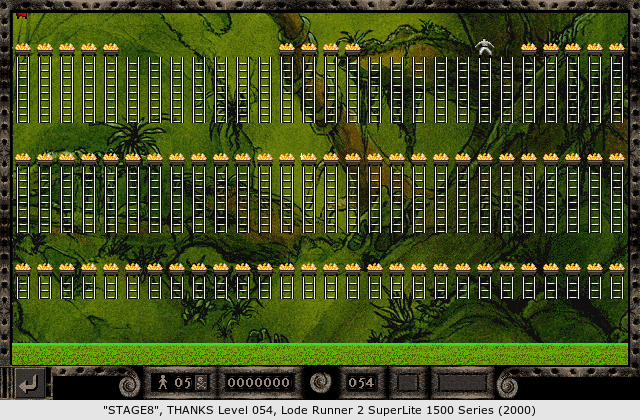 05 0000000 054
"STAGE8", THANKS Level 054, Lode Runner 2 SuperLite 1500 Series (2000)